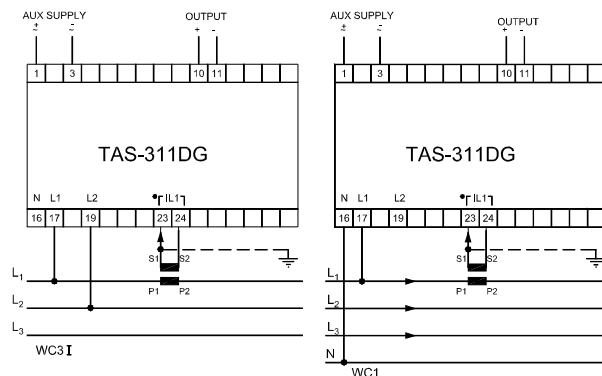 AUX SUPPLY OUTPUT
+ ~ - ~ + -
1 3 10 11
TAS-311DG
N L1 L2 IL1
16 17 19 23 24
S1 S2
L1
P1 P2
L2
L3
WC3 I
AUX SUPPLY OUTPUT
+ ~ - ~ + -
1 3 10 11
TAS-311DG
N L1 L2 IL1
16 17 19 23 24
S1 S2
L1
P1 P2
L2
L3
N
WC1